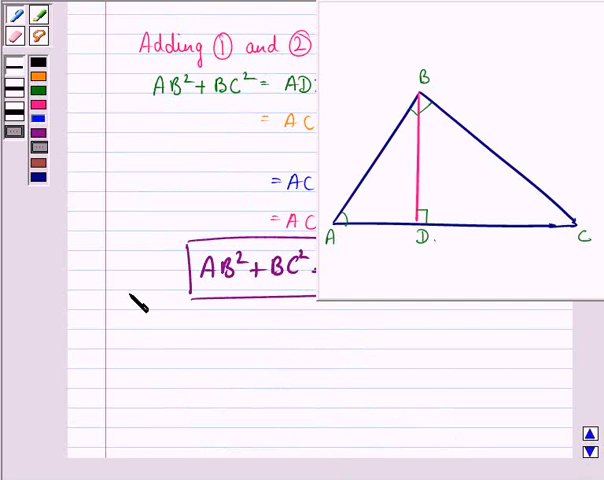 Adding ① and ②
AB² + BC² = AD.
= AC
= AC
= AC
AB² + BC²
B
A
D.
C